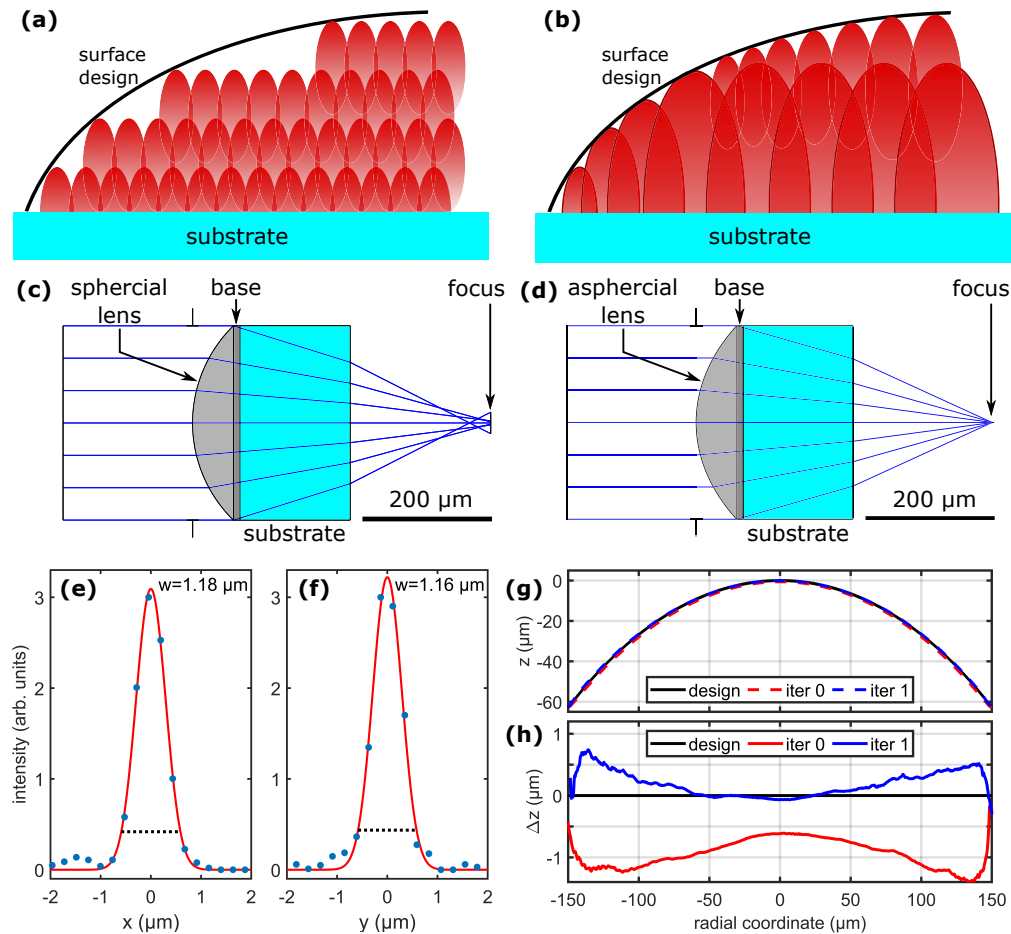 (a)
surface
design
substrate
(b)
surface
design
substrate
(c)
sphercial
lens
base
focus
200 µm
substrate
(d)
asphercial
lens
base
focus
200 µm
substrate
(e)
w=1.18 µm
intensity (arb. units)
3
2
1
0
-2 -1 0 1 2
x (µm)
(f)
w=1.16 µm
3
2
1
0
-2 -1 0 1 2
y (µm)
(g)
z (µm)
0
-20
-40
-60
design iter 0 iter 1
(h)
design iter 0 iter 1
Δz (µm)
0
-1
-150 -100 -50 0 50 100 150
radial coordinate (µm)